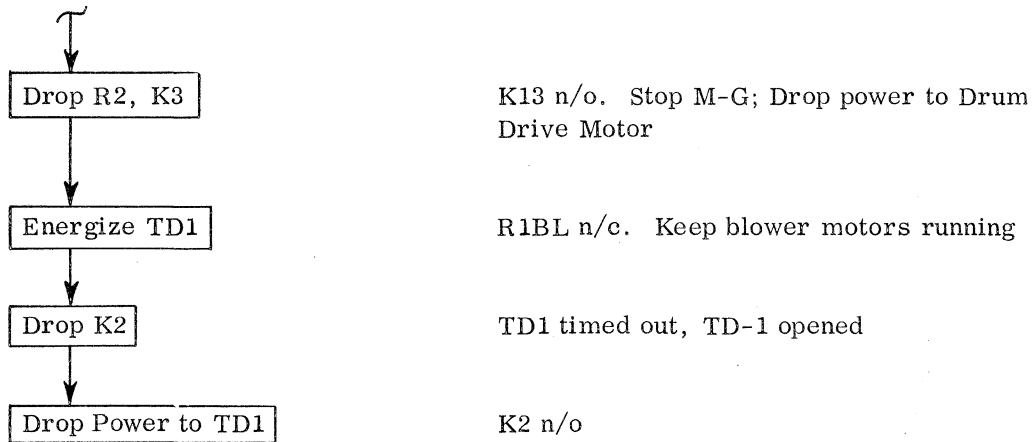 Drop R2, K3
K13 n/o. Stop M-G; Drop power to Drum
Drive Motor
Energize TD1
R1BL n/c. Keep blower motors running
Drop K2
TD1 timed out, TD-1 opened
Drop Power to TD1
K2 n/o